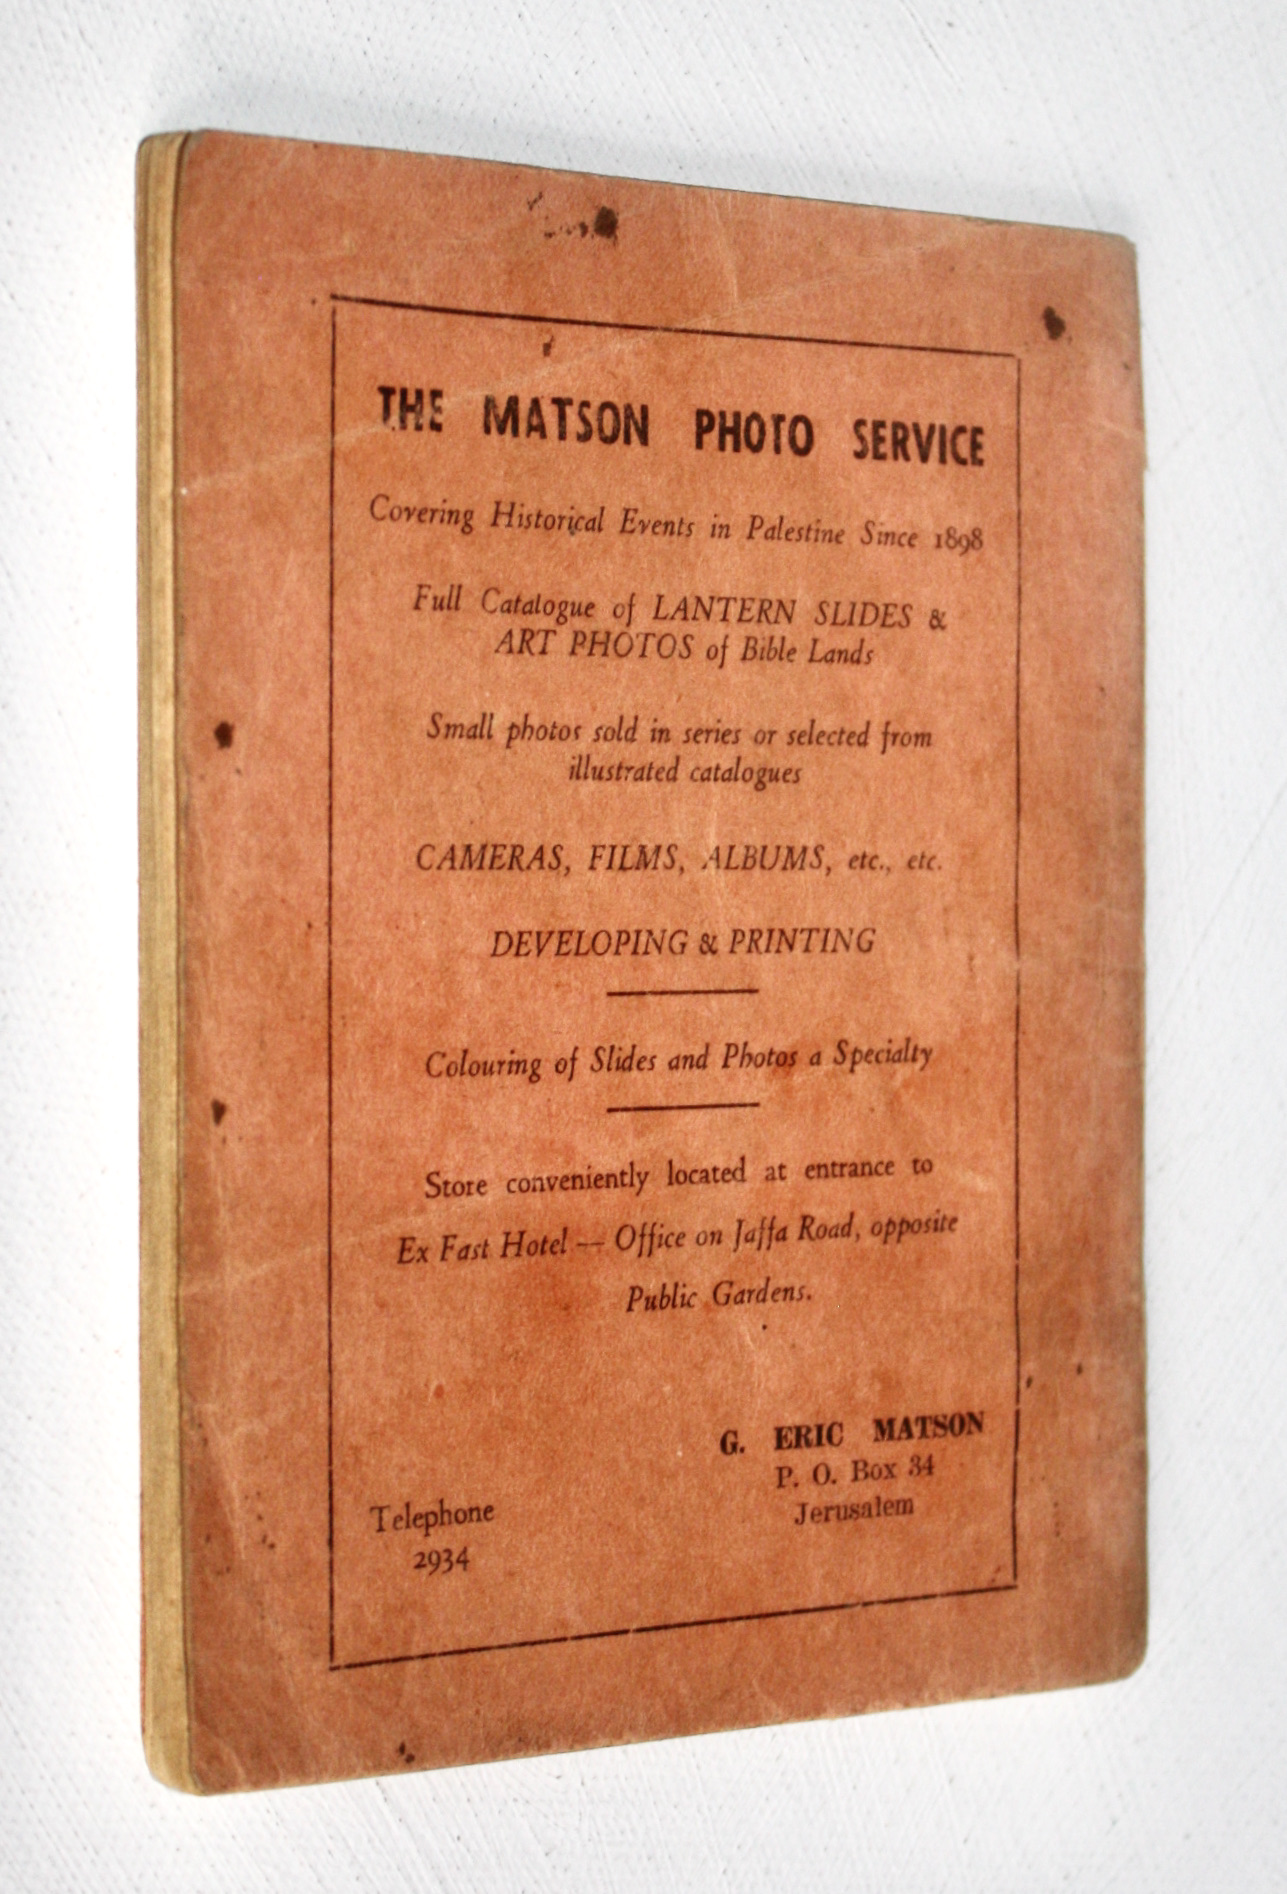 THE MATSON PHOTO SERVICE
Covering Historical Events in Palestine Since 1898
Full Catalogue of LANTERN SLIDES &
ART PHOTOS of Bible Lands
Small photos sold in series or selected from
illustrated catalogues
CAMERAS, FILMS, ALBUMS, etc., etc.
DEVELOPING & PRINTING
Colouring of Slides and Photos a Specialty
Store conveniently located at entrance to
Ex Fast Hotel — Office on Jaffa Road, opposite
Public Gardens.
G. ERIC MATSON
P. O. Box 34
Jerusalem
Telephone
2934